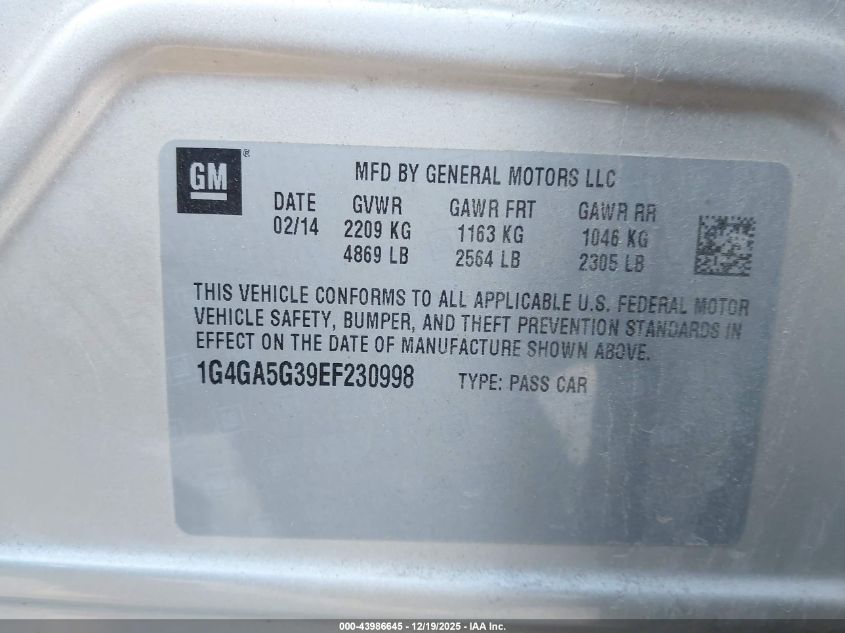 GM ®
MFD BY GENERAL MOTORS LLC
DATE GVWR GAWR FRT GAWR RR
02/14 2209 KG 1163 KG 1046 KG
4869 LB 2564 LB 2305 LB
THIS VEHICLE CONFORMS TO ALL APPLICABLE U.S. FEDERAL MOTOR
VEHICLE SAFETY, BUMPER, AND THEFT PREVENTION STANDARDS IN
EFFECT ON THE DATE OF MANUFACTURE SHOWN ABOVE.
1G4GA5G39EF230998 TYPE: PASS CAR
000-43986645 - 12/19/2025 - IAA Inc.